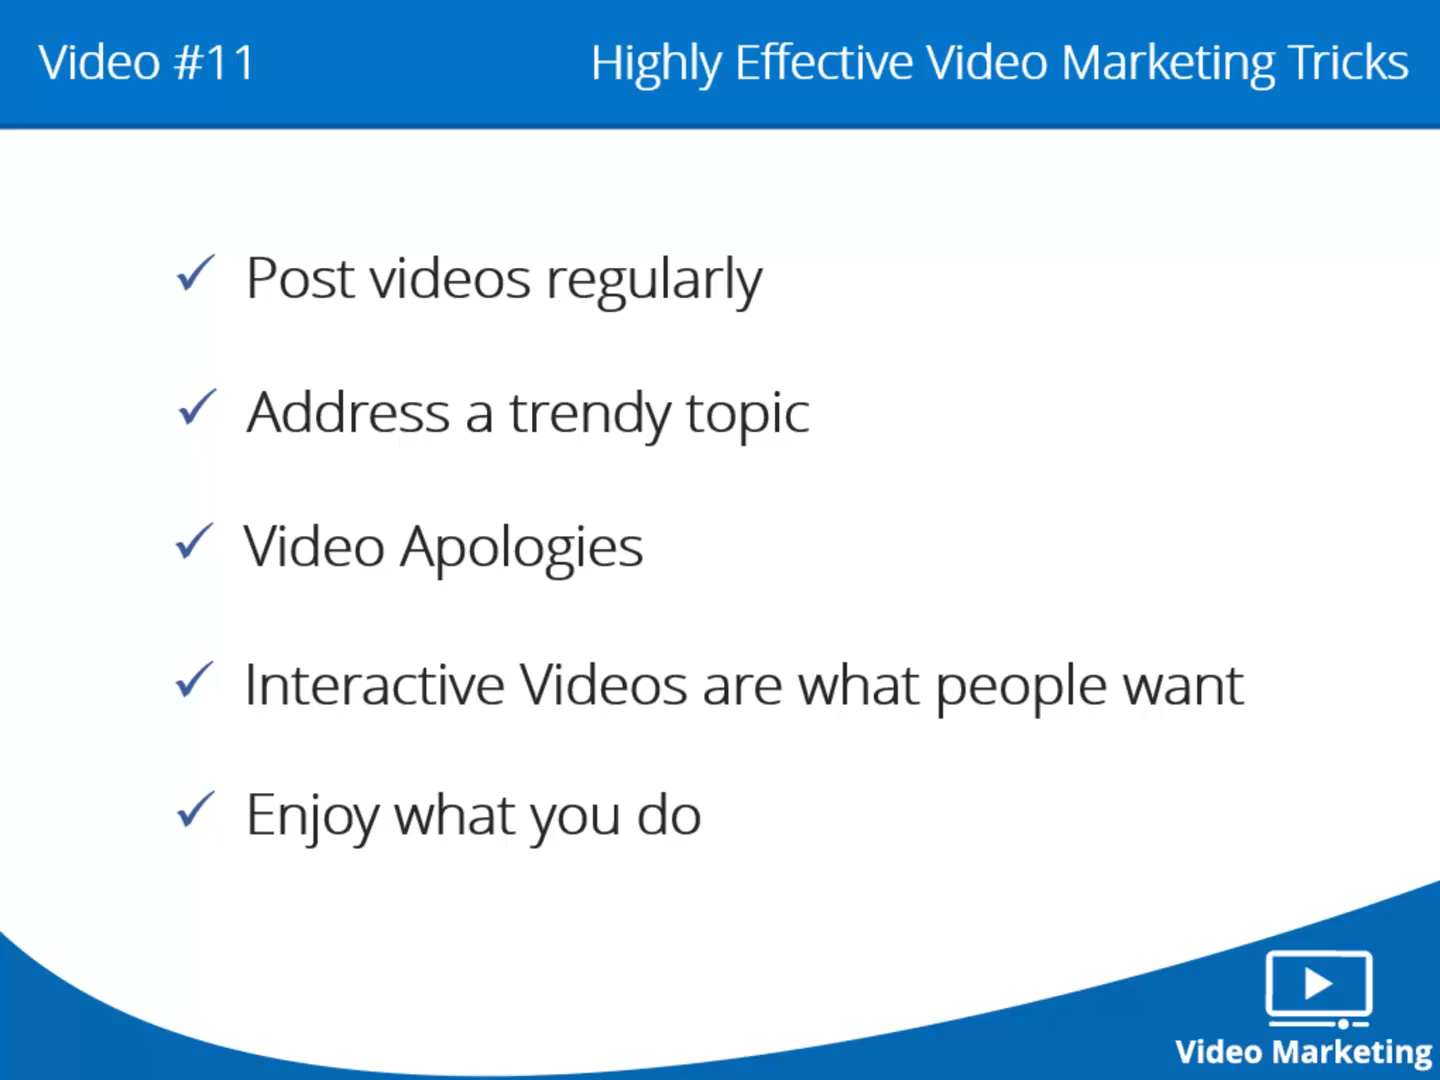 Video #11
Highly Effective Video Marketing Tricks
Post videos regularly
Address a trendy topic
Video Apologies
Interactive Videos are what people want
Enjoy what you do
Video Marketing